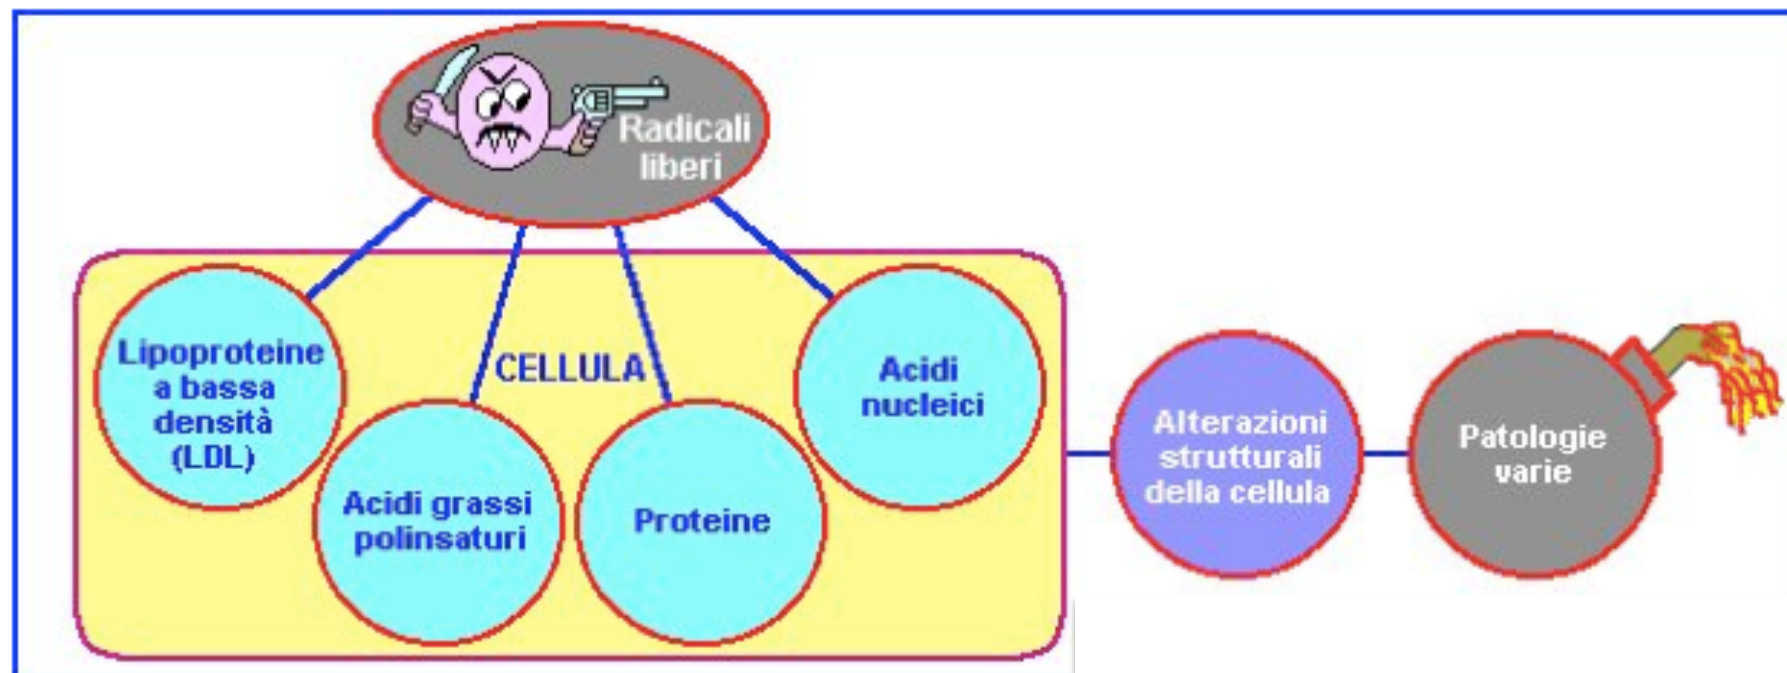 Radicali
liberi
Lipoproteine
a bassa
densità
(LDL)
CELLULA
Acidi
nucleici
Acidi grassi
polinsaturi
Proteine
Alterazioni
strutturali
della cellula
Patologie
varie